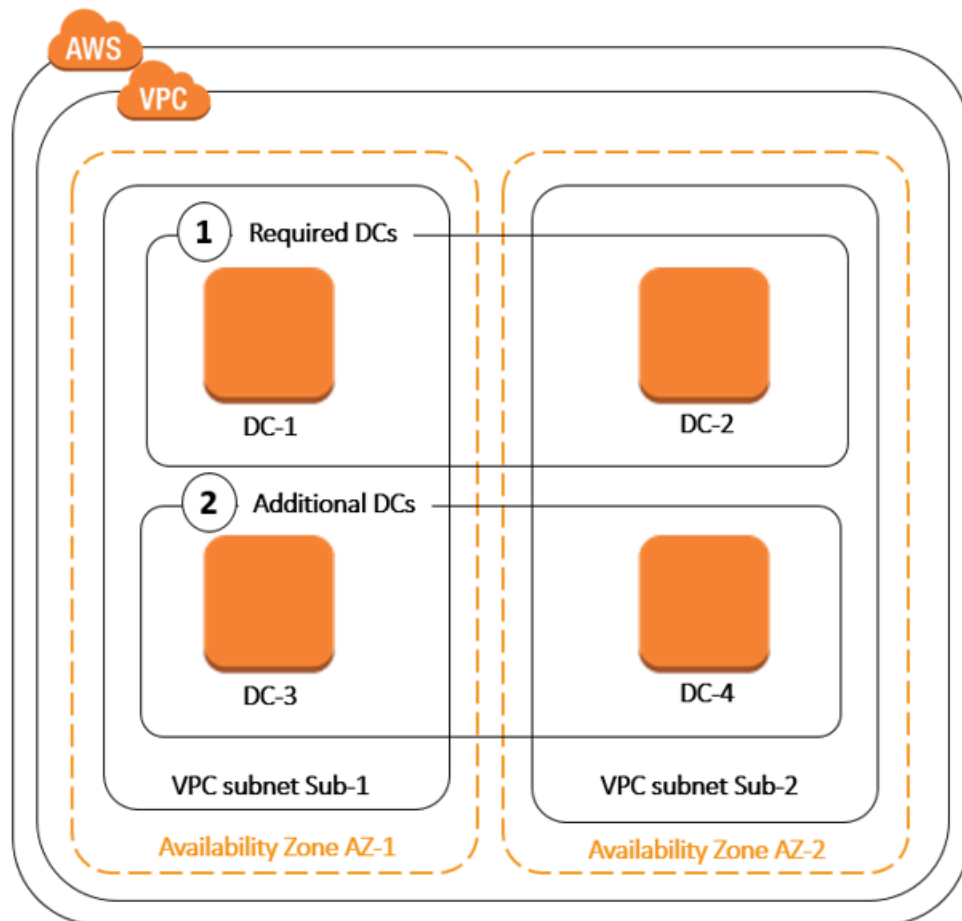 AWS
VPC
1 Required DCs
DC-1
DC-2
2 Additional DCs
DC-3
DC-4
VPC subnet Sub-1
VPC subnet Sub-2
Availability Zone AZ-1
Availability Zone AZ-2